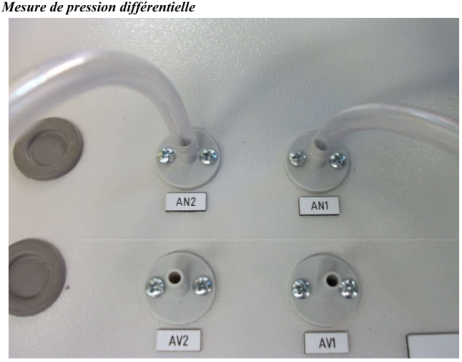 Mesure de pression différentielle
AN2 AN1
AV2 AV1